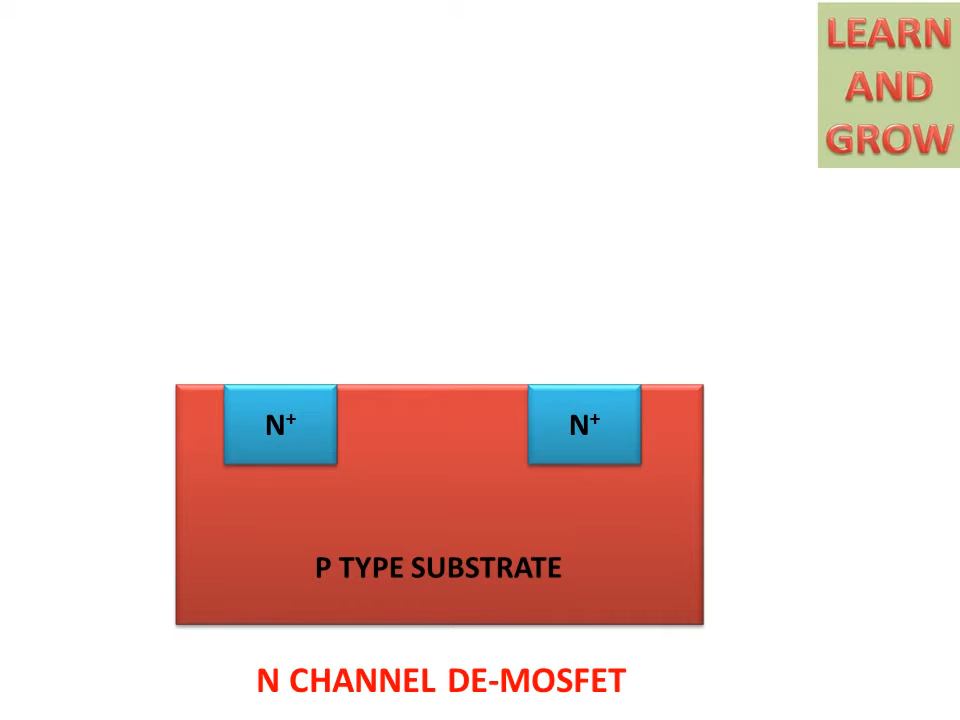 LEARN
AND
GROW
N⁺ N⁺
P TYPE SUBSTRATE
N CHANNEL DE-MOSFET